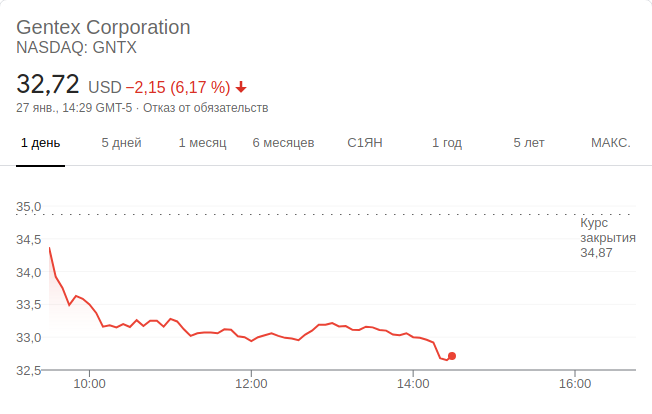 Gentex Corporation
NASDAQ: GNTX
32,72 USD −2,15 (6,17 %)
27 янв., 14:29 GMT-5 · Отказ от обязательств
1 день 5 дней 1 месяц 6 месяцев С1ЯН 1 год 5 лет МАКС.
35,0
Курс
закрытия
34,87
34,5
34,0
33,5
33,0
32,5
10:00 12:00 14:00 16:00